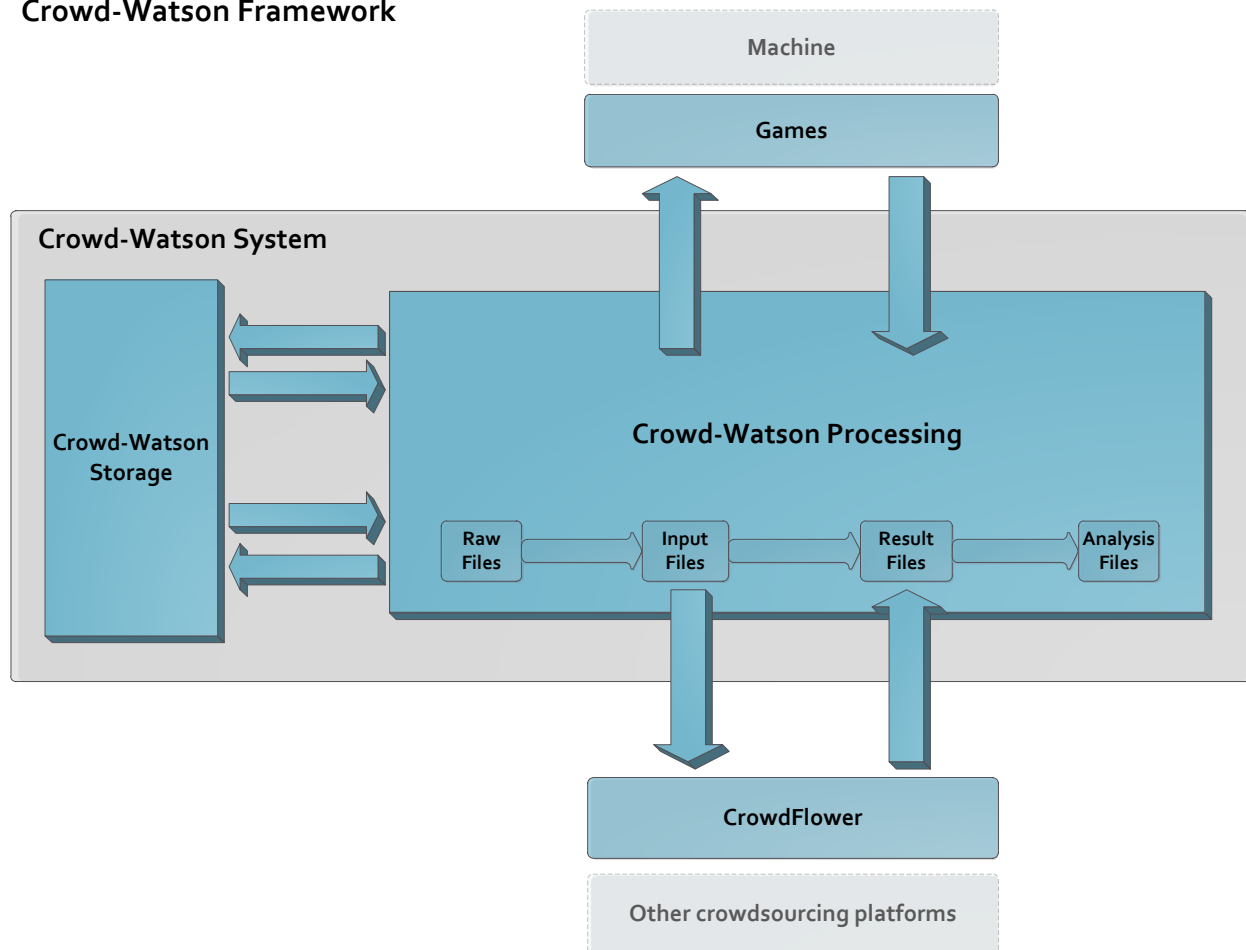 Crowd-Watson Framework
Machine
Games
Crowd-Watson System
Crowd-Watson
Storage
Crowd-Watson Processing
Raw
Files
Input
Files
Result
Files
Analysis
Files
CrowdFlower
Other crowdsourcing platforms